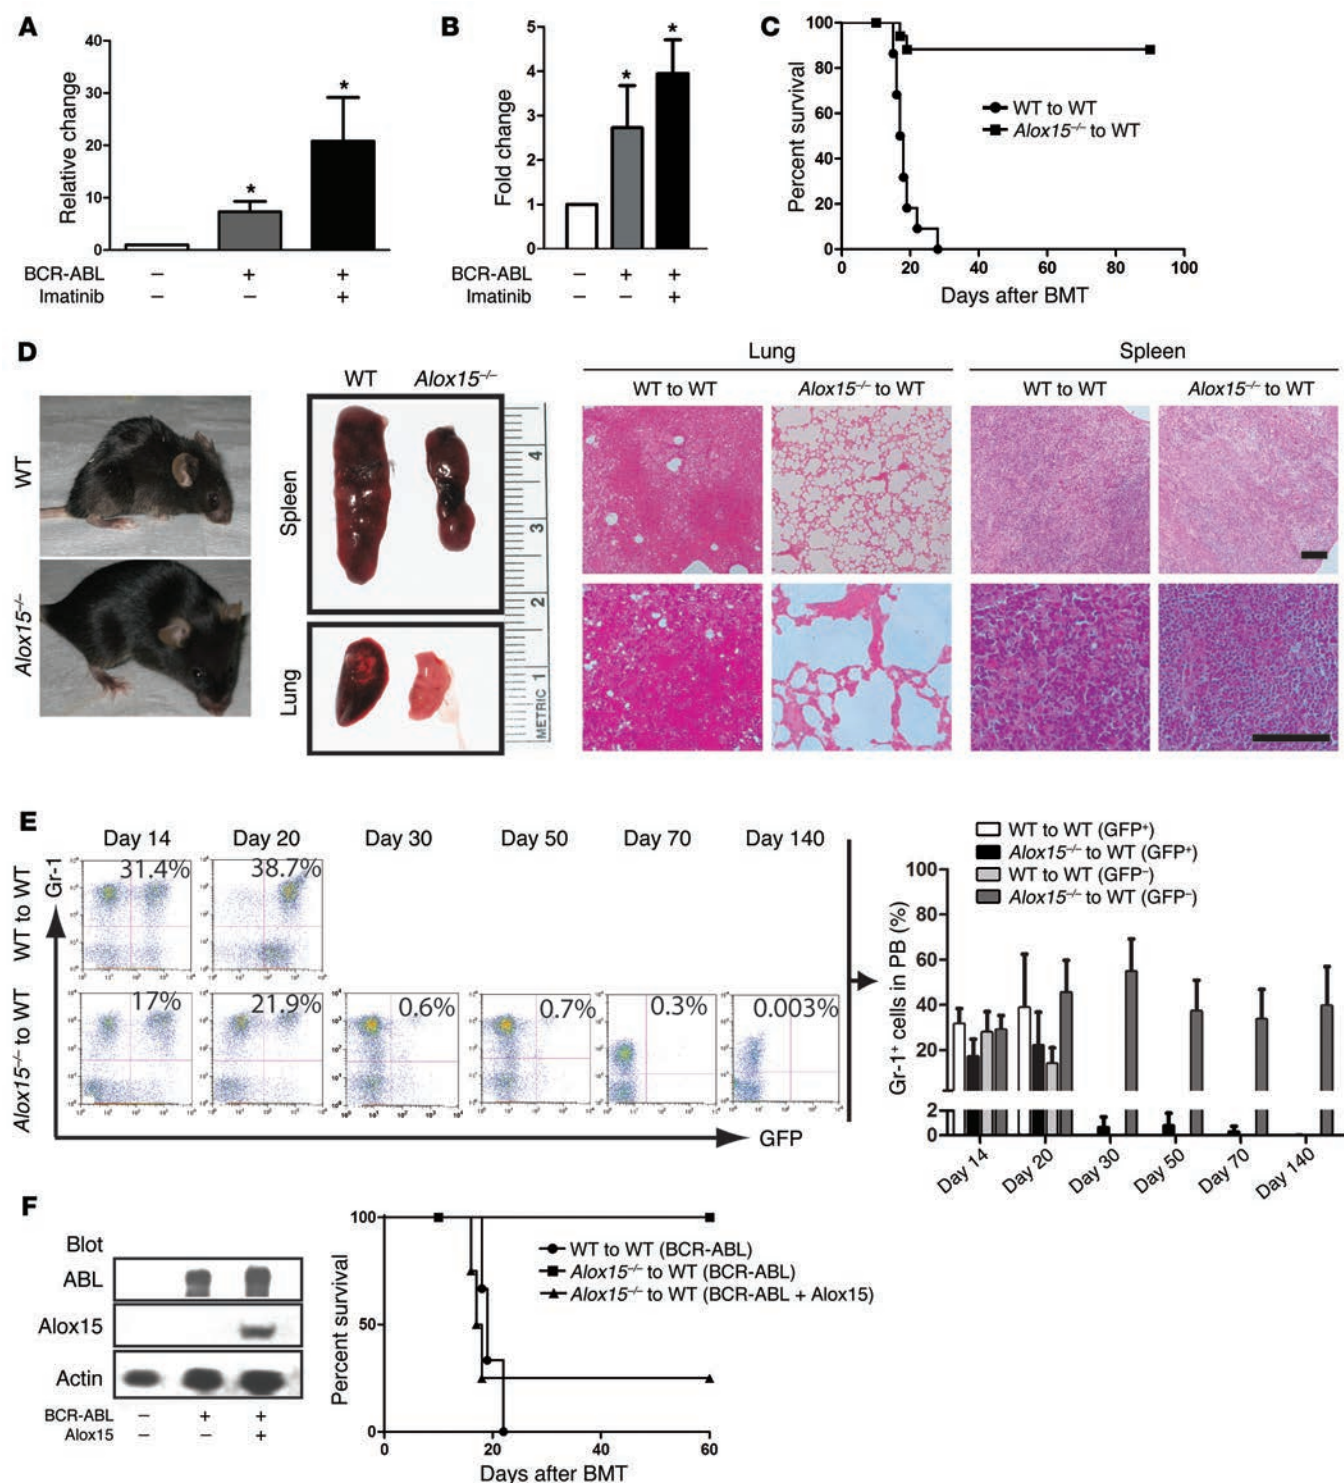 A
Relative change
40
30
20
10
0
*
*
BCR-ABL – + +
Imatinib – – +
B
Fold change
5
4
3
2
1
0
*
*
BCR-ABL – + +
Imatinib – – +
C
Percent survival
100
80
60
40
20
0
WT to WT
Alox15–/– to WT
0 20 40 60 80 100
Days after BMT
D
WT
Alox15–/–
WT Alox15–/–
Spleen
Lung
4
3
2
1
METRIC
Lung Spleen
WT to WT Alox15–/– to WT WT to WT Alox15–/– to WT
E
Day 14 Day 20 Day 30 Day 50 Day 70 Day 140
Gr-1
WT to WT
31.4% 38.7%
Alox15–/– to WT
17% 21.9% 0.6% 0.7% 0.3% 0.003%
GFP
WT to WT (GFP+)
Alox15–/– to WT (GFP+)
WT to WT (GFP–)
Alox15–/– to WT (GFP–)
Gr-1+ cells in PB (%)
100
80
60
40
20
2
0
Day 14 Day 20 Day 30 Day 50 Day 70 Day 140
F
Blot
ABL
Alox15
Actin
BCR-ABL – + +
Alox15 – – +
Percent survival
100
50
0
WT to WT (BCR-ABL)
Alox15–/– to WT (BCR-ABL)
Alox15–/– to WT (BCR-ABL + Alox15)
0 20 40 60
Days after BMT